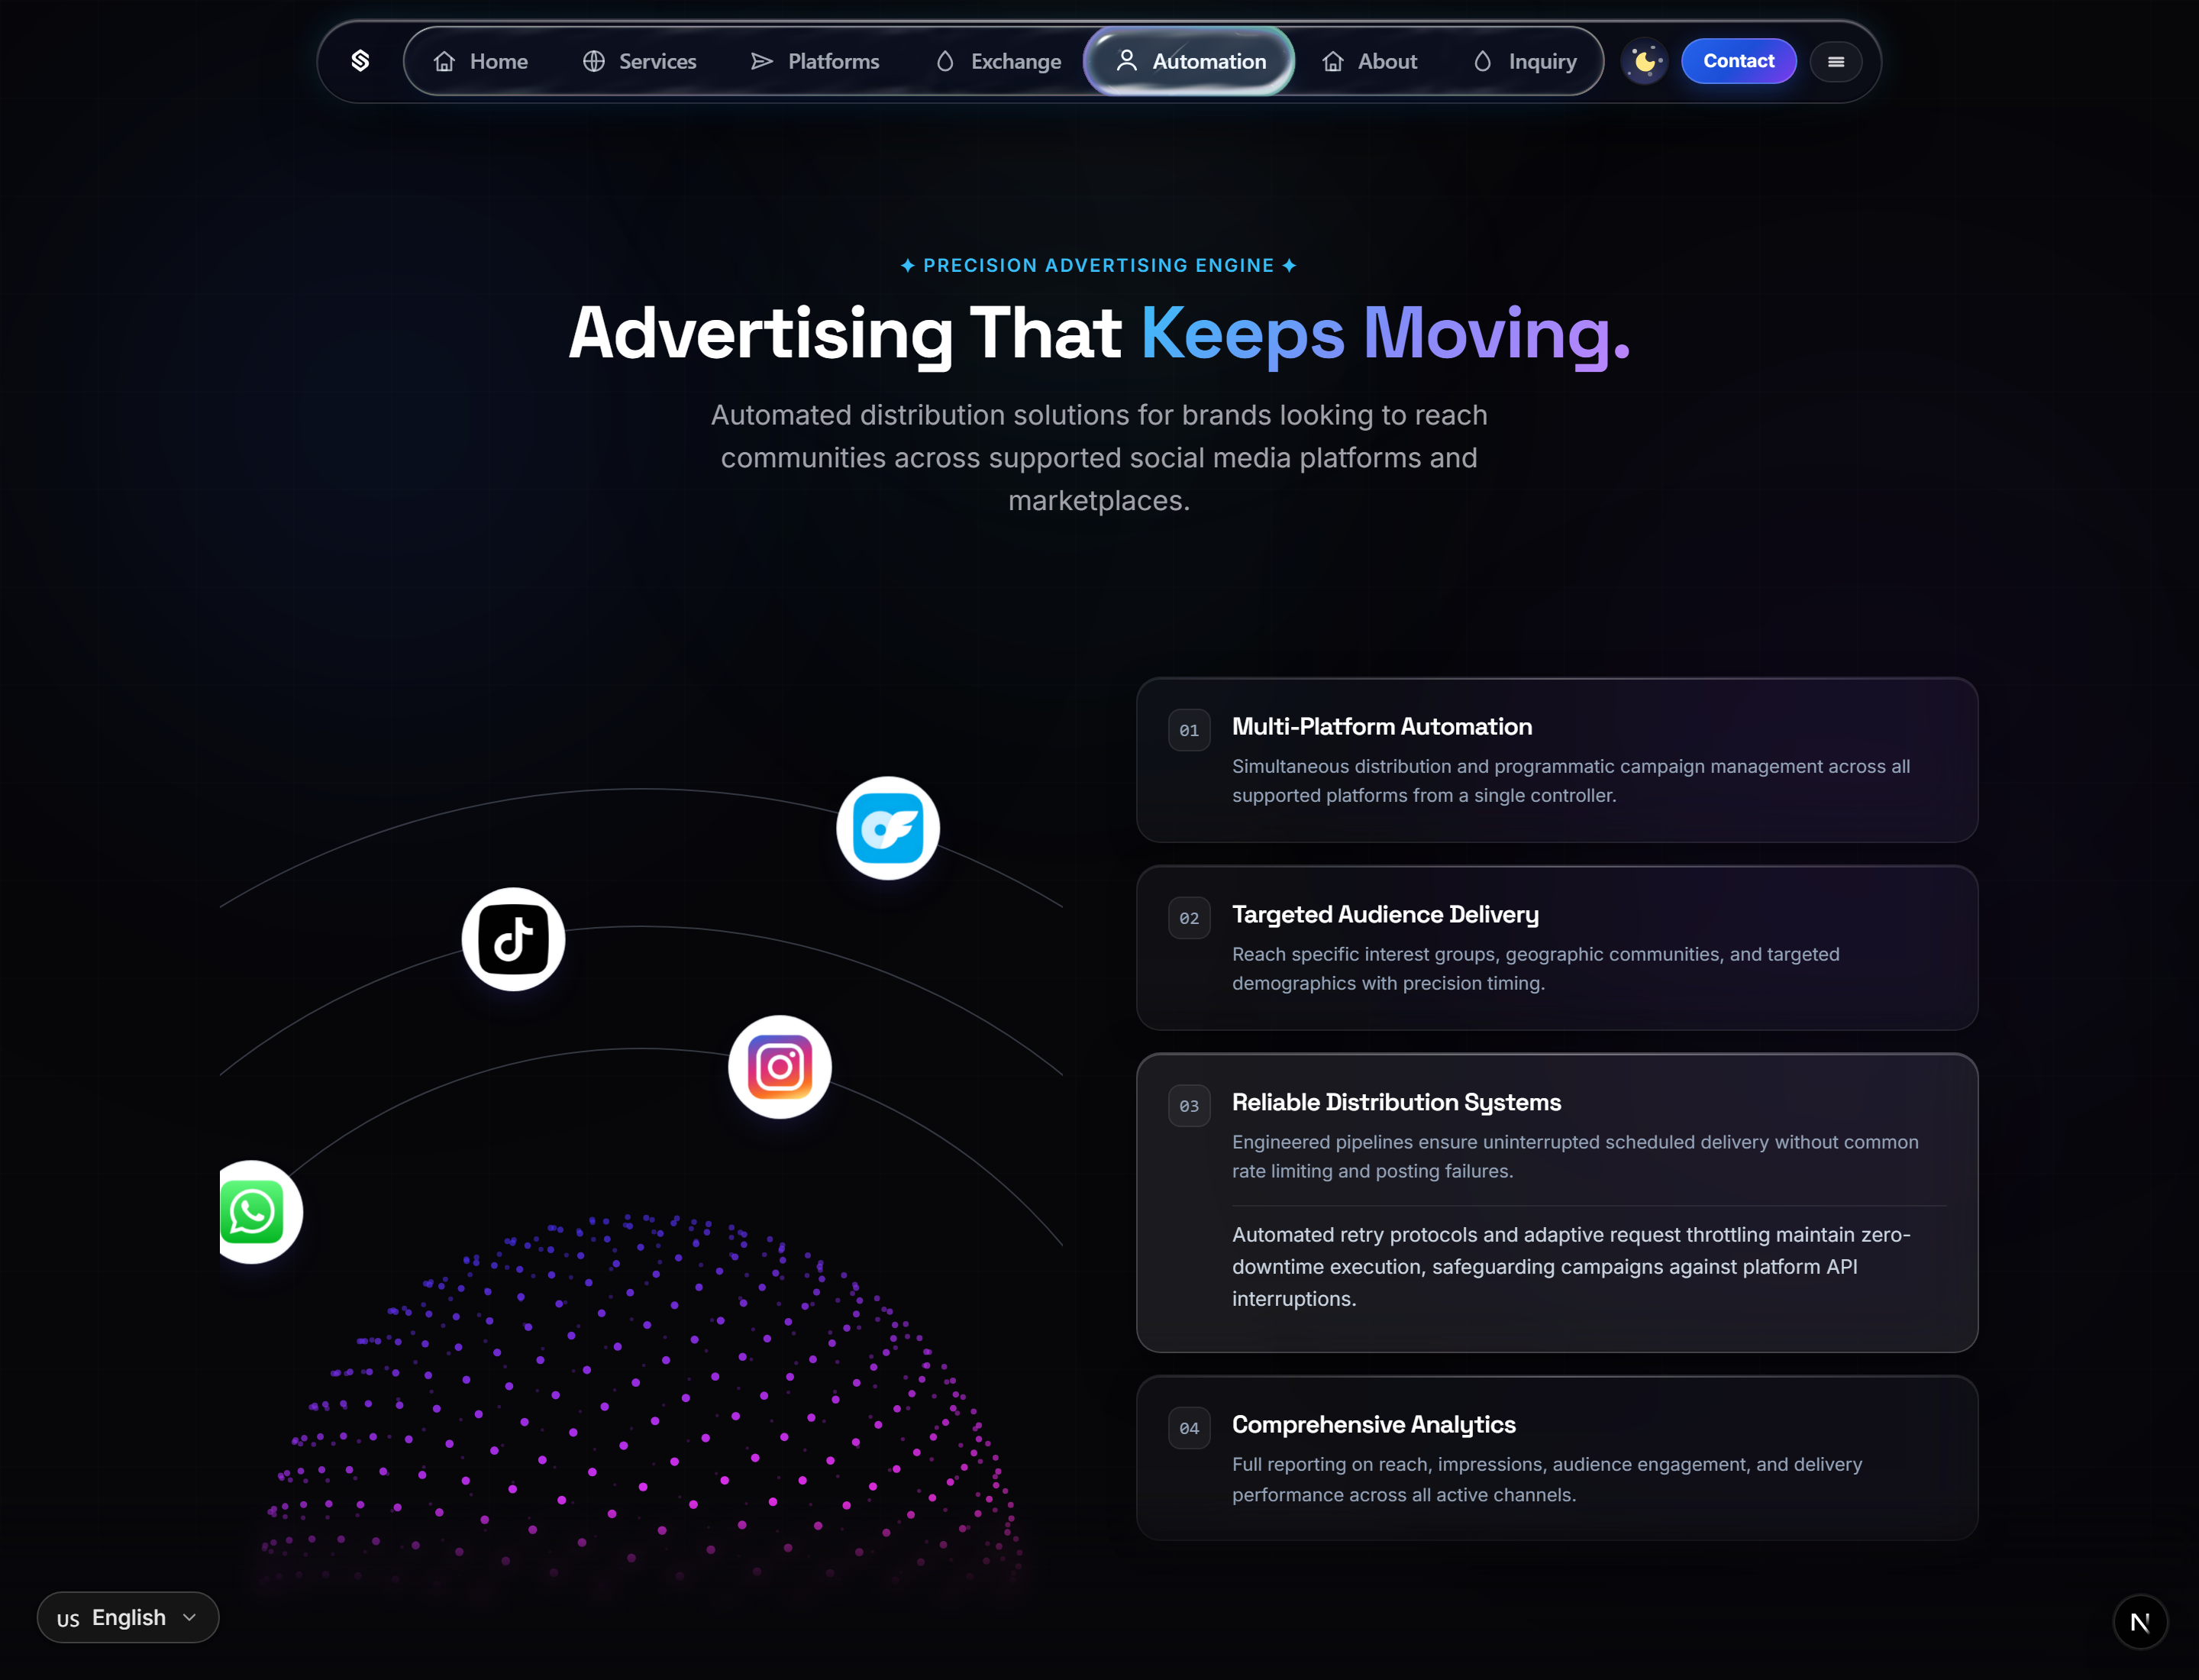 Home
Services
Platforms
Exchange
Automation
About
Inquiry
Contact
✦ PRECISION ADVERTISING ENGINE ✦
Advertising That Keeps Moving.
Automated distribution solutions for brands looking to reach
communities across supported social media platforms and
marketplaces.
01
Multi-Platform Automation
Simultaneous distribution and programmatic campaign management across all
supported platforms from a single controller.
02
Targeted Audience Delivery
Reach specific interest groups, geographic communities, and targeted
demographics with precision timing.
03
Reliable Distribution Systems
Engineered pipelines ensure uninterrupted scheduled delivery without common
rate limiting and posting failures.
Automated retry protocols and adaptive request throttling maintain zero-
downtime execution, safeguarding campaigns against platform API
interruptions.
04
Comprehensive Analytics
Full reporting on reach, impressions, audience engagement, and delivery
performance across all active channels.
US English
N